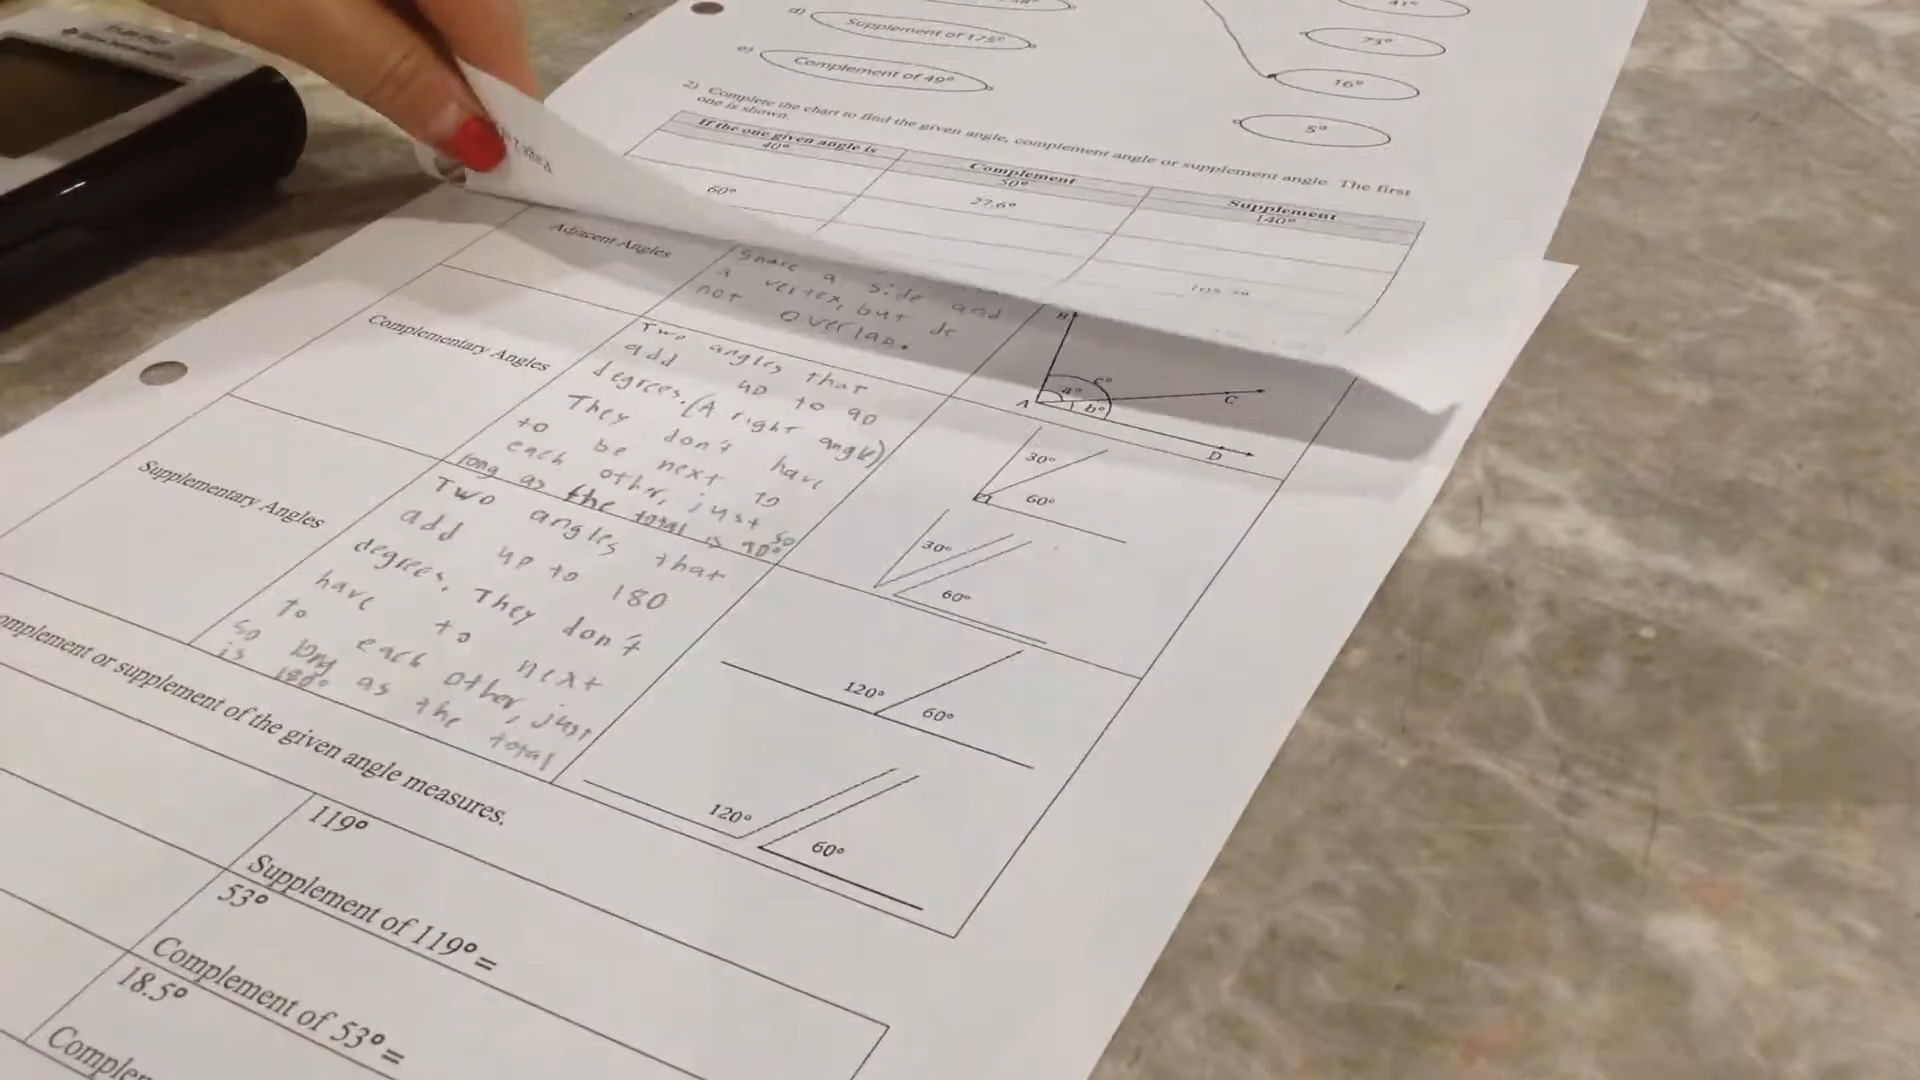 d)
Supplement of 175°
e)
Complement of 49°
41°
73°
16°
5°
2) Complete the chart to find the given angle, complement angle or supplement angle. The first
one is shown.
If the one given angle is
Complement
Supplement
40°
50°
140°
60°
27.6°
Adjacent Angles
Share a side and
a vertex, but do
not overlap.
B
c°
a°
b°
A
C
D
Complementary Angles
Two angles that
add up to 90
degrees. (A right angle)
They don't have
to be next to
each other, just so
long as the total is 90°
30°
60°
30°
60°
Supplementary Angles
Two angles that
add up to 180
degrees. They don't
have to next
to each other, just
so long as the total
is 180°
120°
60°
120°
60°
omplement or supplement of the given angle measures.
119°
Supplement of 119° =
53°
Complement of 53° =
18.5°
Complen